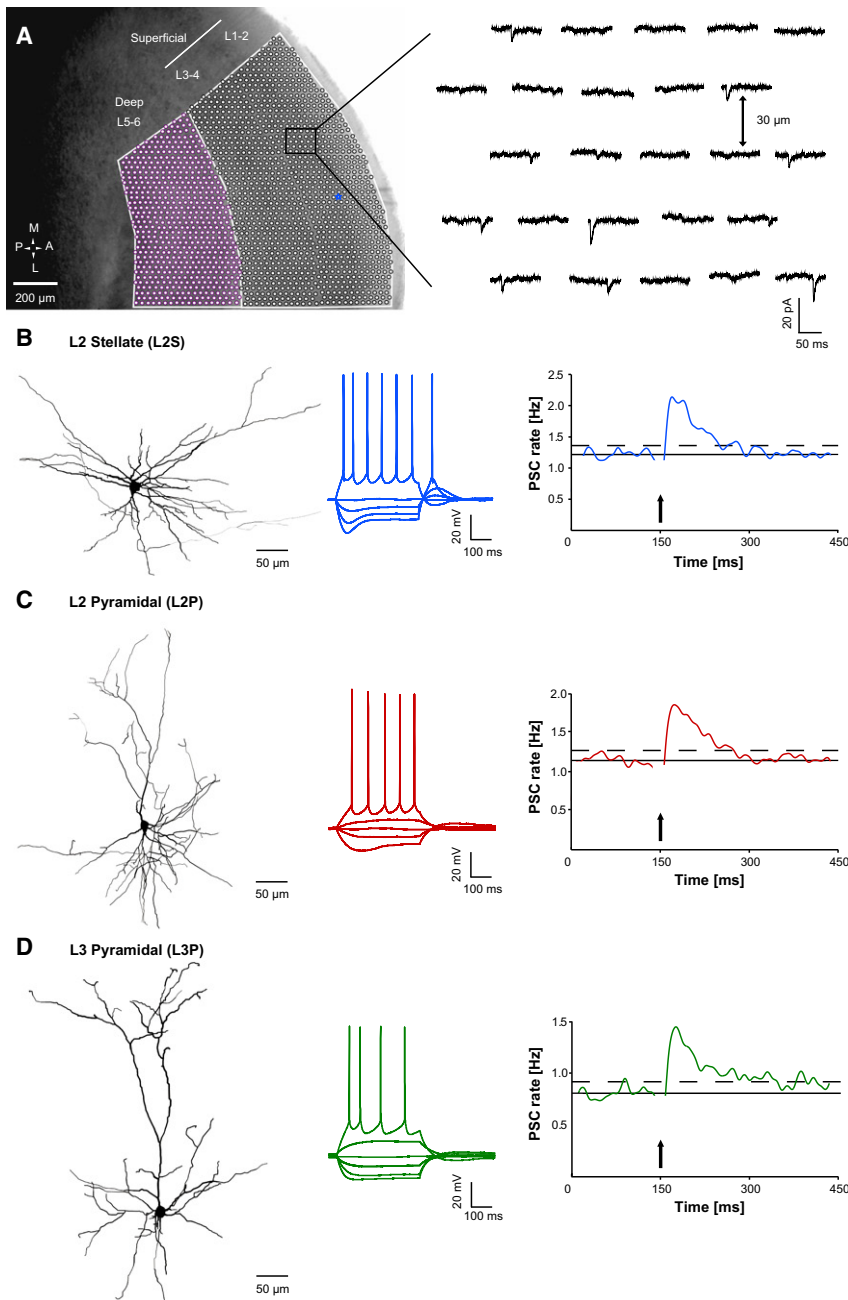 A
Superficial
L1-2
L3-4
Deep
L5-6
M
P A
L
200 µm
30 µm
20 pA
50 ms
B L2 Stellate (L2S)
50 µm
20 mV
100 ms
PSC rate [Hz]
2.5
2.0
1.5
1.0
0.5
0 150 300 450
Time [ms]
C L2 Pyramidal (L2P)
50 µm
20 mV
100 ms
PSC rate [Hz]
2.0
1.5
1.0
0.5
0 150 300 450
Time [ms]
D L3 Pyramidal (L3P)
50 µm
20 mV
100 ms
PSC rate [Hz]
1.5
1.0
0.5
0 150 300 450
Time [ms]